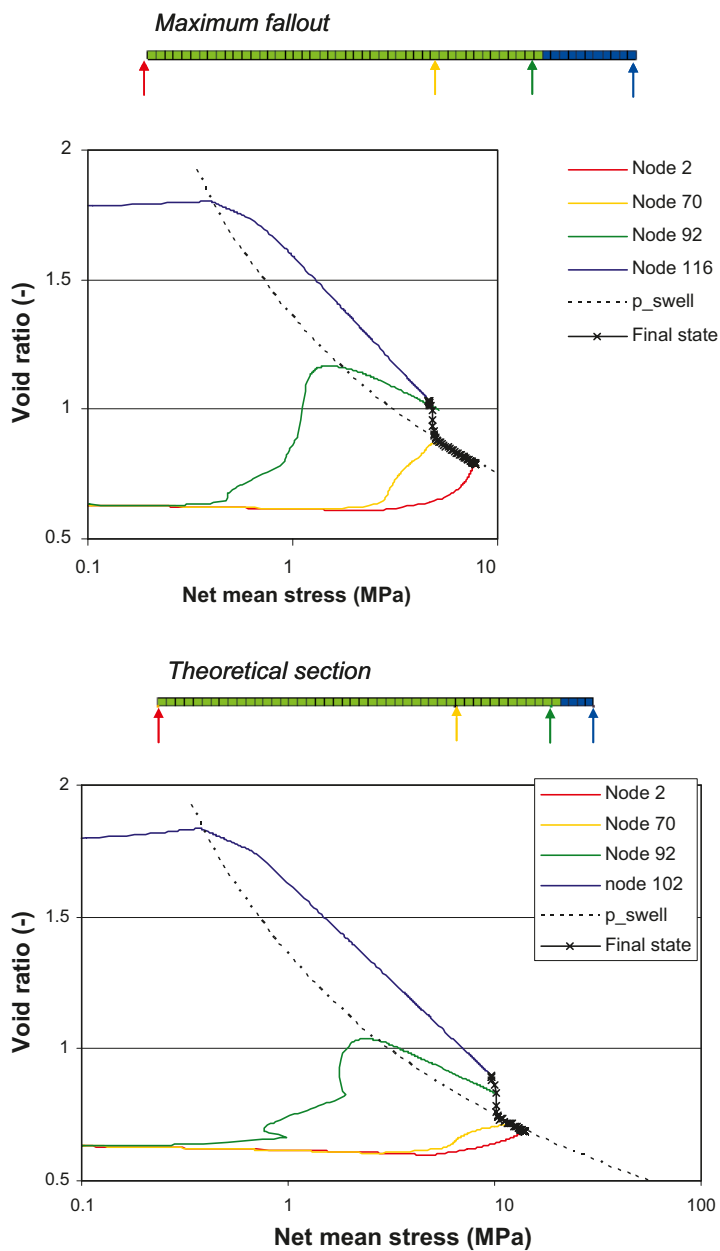 Maximum fallout
2
1.5
1
0.5
Void ratio (-)
0.1
1
10
Net mean stress (MPa)
Node 2
Node 70
Node 92
Node 116
p_swell
Final state
Theoretical section
2
1.5
1
0.5
Void ratio (-)
0.1
1
10
100
Net mean stress (MPa)
Node 2
Node 70
Node 92
node 102
p_swell
Final state